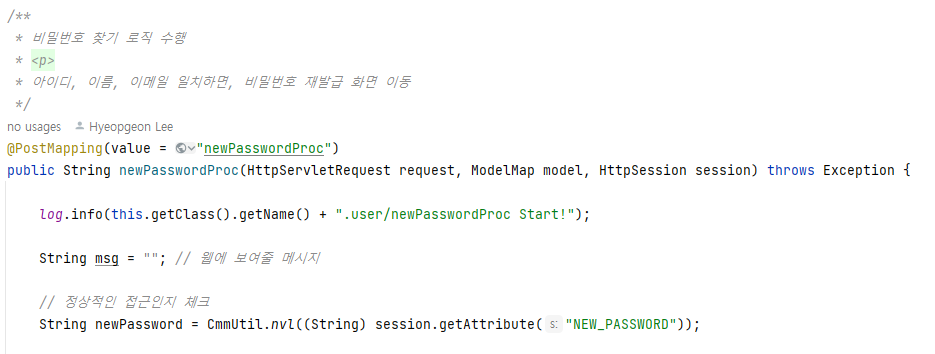 /**
 * 비밀번호 찾기 로직 수행
 * <p>
 * 아이디, 이름, 이메일 일치하면, 비밀번호 재발급 화면 이동
 */
no usages   Hyeopgeon Lee
@PostMapping(value = "newPasswordProc")
public String newPasswordProc(HttpServletRequest request, ModelMap model, HttpSession session) throws Exception {
    log.info(this.getClass().getName() + ".user/newPasswordProc Start!");
    String msg = ""; // 웹에 보여줄 메시지
    // 정상적인 접근인지 체크
    String newPassword = CmmUtil.nvl((String) session.getAttribute( s: "NEW_PASSWORD"));